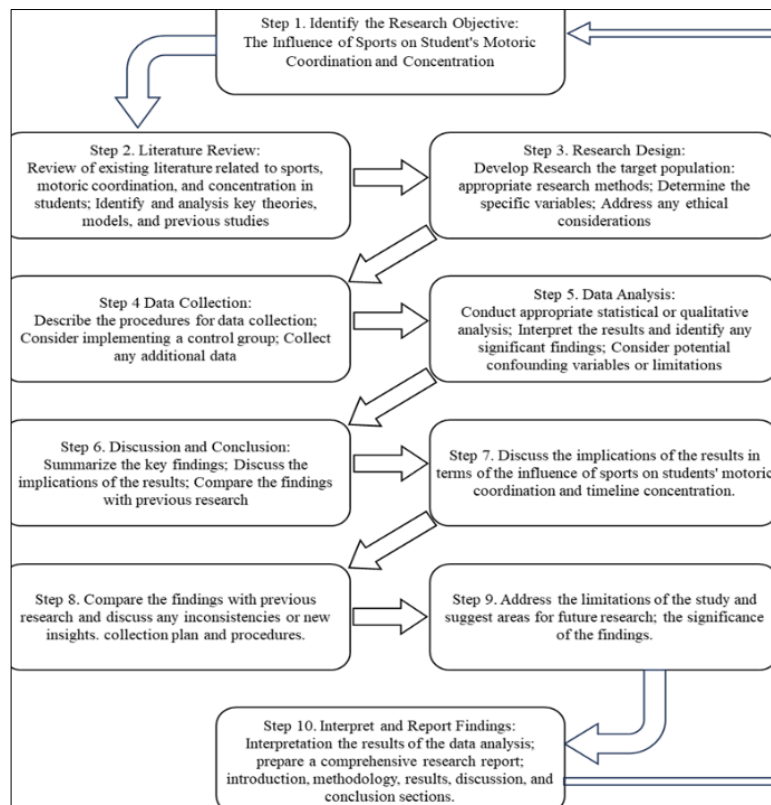 Step 1. Identify the Research Objective:
The Influence of Sports on Student's Motoric
Coordination and Concentration
Step 2. Literature Review:
Review of existing literature related to sports,
motoric coordination, and concentration in
students; Identify and analysis key theories,
models, and previous studies
Step 3. Research Design:
Develop Research the target population:
appropriate research methods; Determine the
specific variables; Address any ethical
considerations
Step 4 Data Collection:
Describe the procedures for data collection;
Consider implementing a control group; Collect
any additional data
Step 5. Data Analysis:
Conduct appropriate statistical or qualitative
analysis; Interpret the results and identify any
significant findings; Consider potential
confounding variables or limitations
Step 6. Discussion and Conclusion:
Summarize the key findings; Discuss the
implications of the results; Compare the findings
with previous research
Step 7. Discuss the implications of the results in
terms of the influence of sports on students' motoric
coordination and timeline concentration.
Step 8. Compare the findings with previous
research and discuss any inconsistencies or new
insights. collection plan and procedures.
Step 9. Address the limitations of the study and
suggest areas for future research; the significance
of the findings.
Step 10. Interpret and Report Findings:
Interpretation the results of the data analysis;
prepare a comprehensive research report;
introduction, methodology, results, discussion, and
conclusion sections.